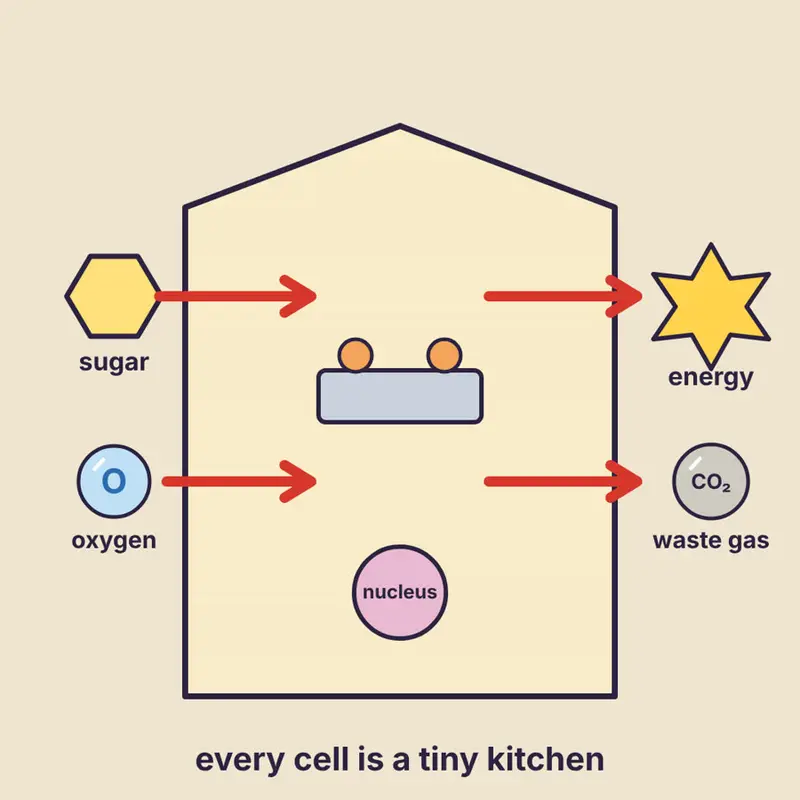 sugar
energy
O
CO₂
oxygen
waste gas
nucleus
every cell is a tiny kitchen